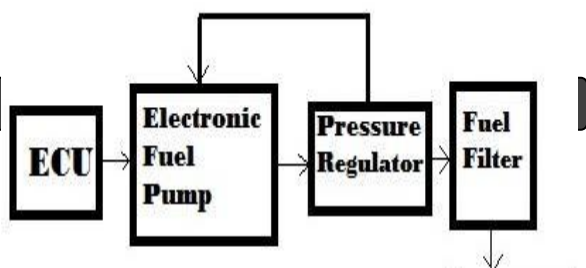 ECU
Electronic
Fuel
Pump
Pressure
Regulator
Fuel
Filter